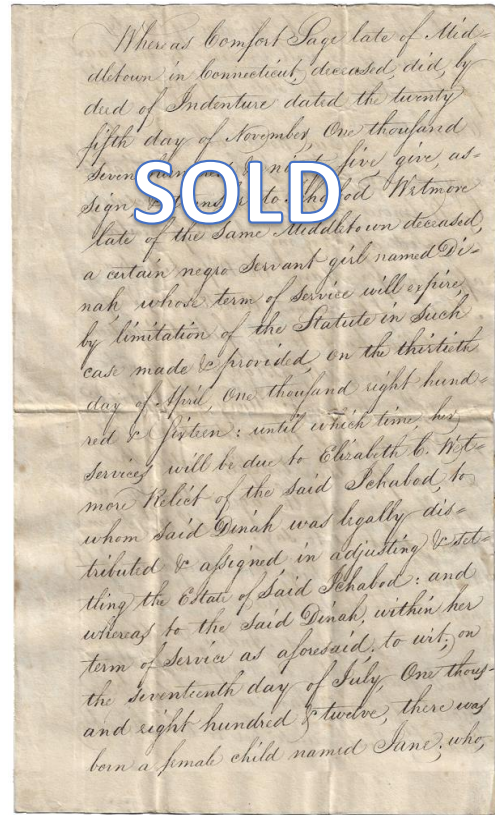 Whereas Comfort Sage late of Mid=
dletown in Connecticut, deceased, did, by
deed of Indenture dated the twenty
fifth day of November, One thousand
seven five give, as=
SOLD
sign & to Ichabod Wetmore
late of the same Middletown deceased,
a certain negro servant girl named Di=
nah whose term of service will expire,
by limitation of the Statute in such
case made & provided, on the thirtieth
day of April, One thousand eight hund=
red & sixteen: until which time, her
services will be due to Elizabeth C. Wet=
more Relict of the said Ichabod, to
whom said Dinah was legally dis=
tributed & assigned in adjusting & set=
tling the Estate of Said Ichabod: and
whereas to the said Dinah, within her
term of service as aforesaid, to wit, on
the seventeenth day of July, One thous=
and eight hundred & twelve, there was
born a female child named Jane, who,